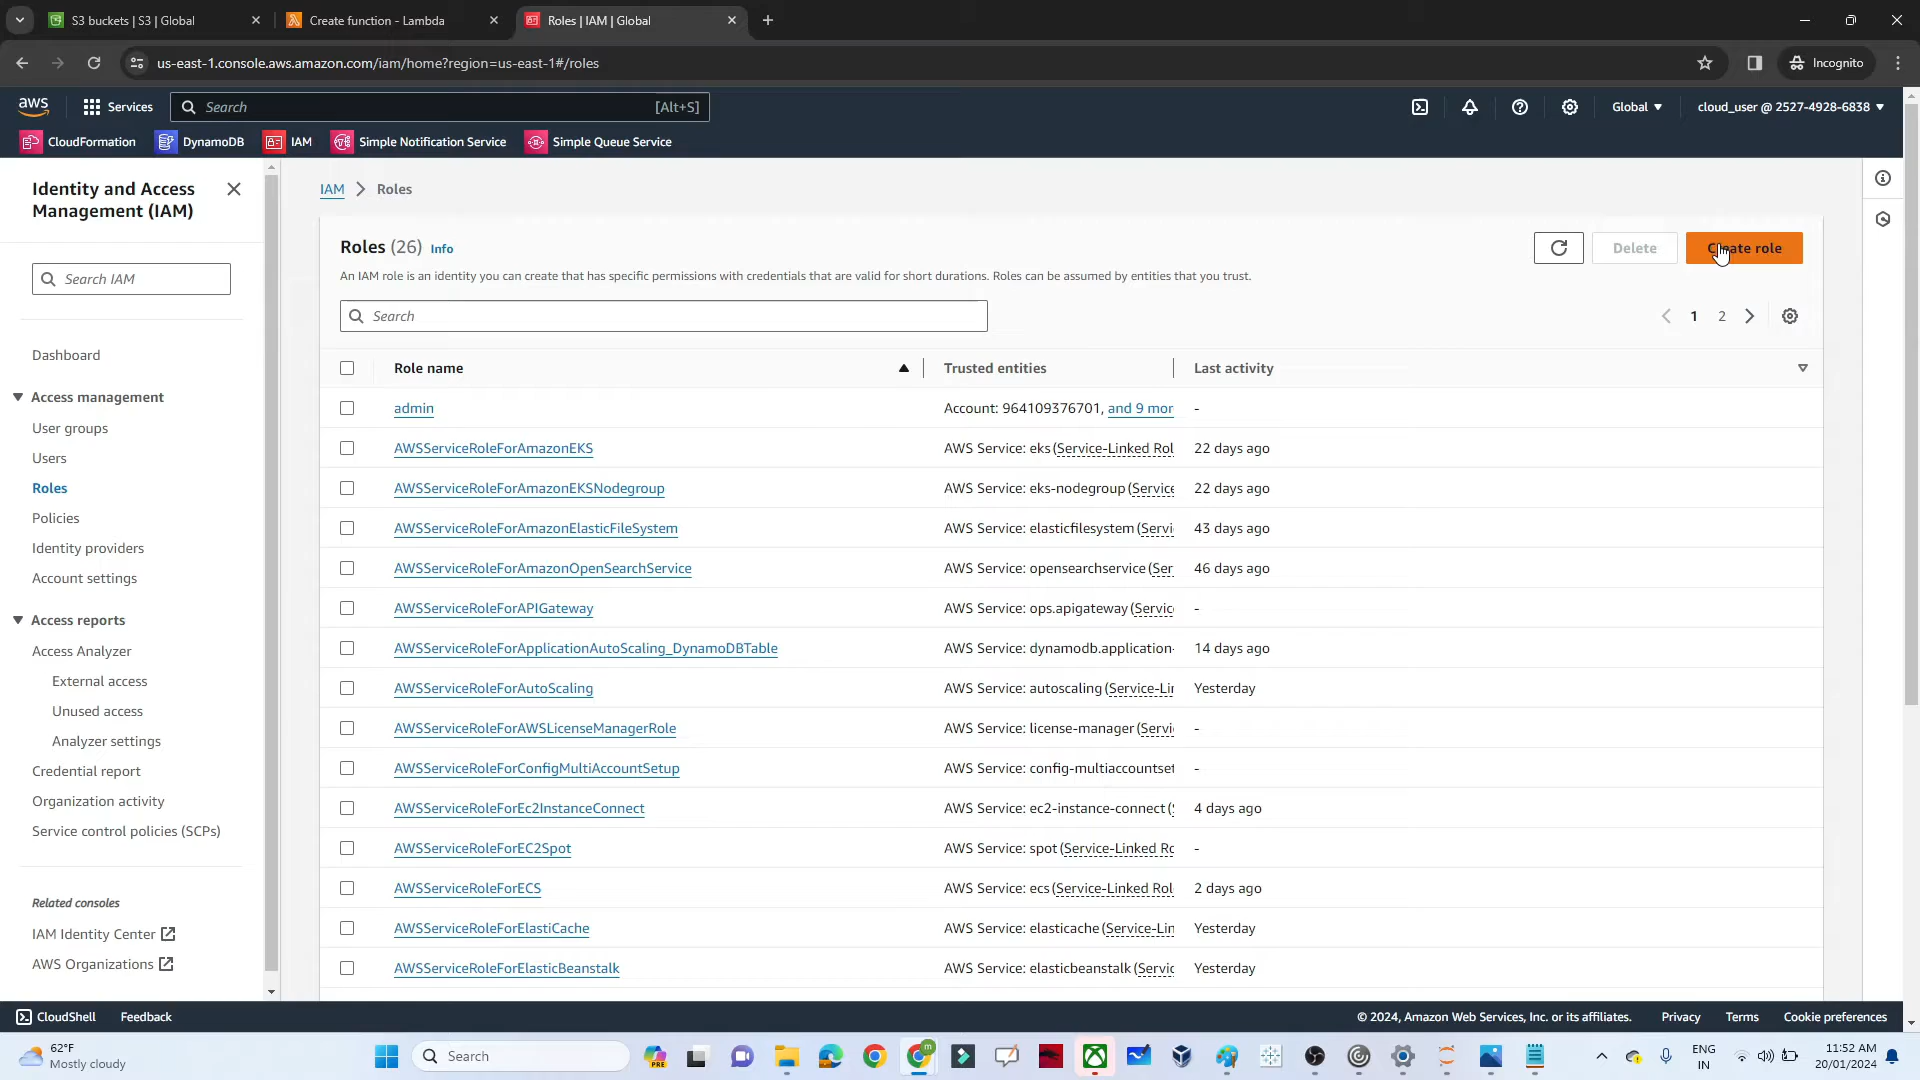 S3 buckets | S3 | Global
Create function - Lambda
Roles | IAM | Global
us-east-1.console.aws.amazon.com/iam/home?region=us-east-1#/roles
Incognito
aws
Services
Search
[Alt+S]
Global
cloud_user @ 2527-4928-6838
CloudFormation
DynamoDB
IAM
Simple Notification Service
Simple Queue Service
Identity and Access
Management (IAM)
Search IAM
Dashboard
Access management
User groups
Users
Roles
Policies
Identity providers
Account settings
Access reports
Access Analyzer
External access
Unused access
Analyzer settings
Credential report
Organization activity
Service control policies (SCPs)
Related consoles
IAM Identity Center
AWS Organizations
IAM > Roles
Roles (26) Info
Delete
Create role
An IAM role is an identity you can create that has specific permissions with credentials that are valid for short durations. Roles can be assumed by entities that you trust.
Search
1 2
Role name Trusted entities Last activity
admin Account: 964109376701, and 9 mor -
AWSServiceRoleForAmazonEKS AWS Service: eks (Service-Linked Rol 22 days ago
AWSServiceRoleForAmazonEKSNodegroup AWS Service: eks-nodegroup (Service 22 days ago
AWSServiceRoleForAmazonElasticFileSystem AWS Service: elasticfilesystem (Servi 43 days ago
AWSServiceRoleForAmazonOpenSearchService AWS Service: opensearchservice (Ser 46 days ago
AWSServiceRoleForAPIGateway AWS Service: ops.apigateway (Servic -
AWSServiceRoleForApplicationAutoScaling_DynamoDBTable AWS Service: dynamodb.application- 14 days ago
AWSServiceRoleForAutoScaling AWS Service: autoscaling (Service-Lin Yesterday
AWSServiceRoleForAWSLicenseManagerRole AWS Service: license-manager (Servi -
AWSServiceRoleForConfigMultiAccountSetup AWS Service: config-multiaccountset -
AWSServiceRoleForEc2InstanceConnect AWS Service: ec2-instance-connect (S 4 days ago
AWSServiceRoleForEC2Spot AWS Service: spot (Service-Linked Ro -
AWSServiceRoleForECS AWS Service: ecs (Service-Linked Rol 2 days ago
AWSServiceRoleForElastiCache AWS Service: elasticache (Service-Lin Yesterday
AWSServiceRoleForElasticBeanstalk AWS Service: elasticbeanstalk (Servic Yesterday
CloudShell
Feedback
© 2024, Amazon Web Services, Inc. or its affiliates.
Privacy
Terms
Cookie preferences
62°F
Mostly cloudy
Search
PRE
ENG
IN
11:52 AM
20/01/2024